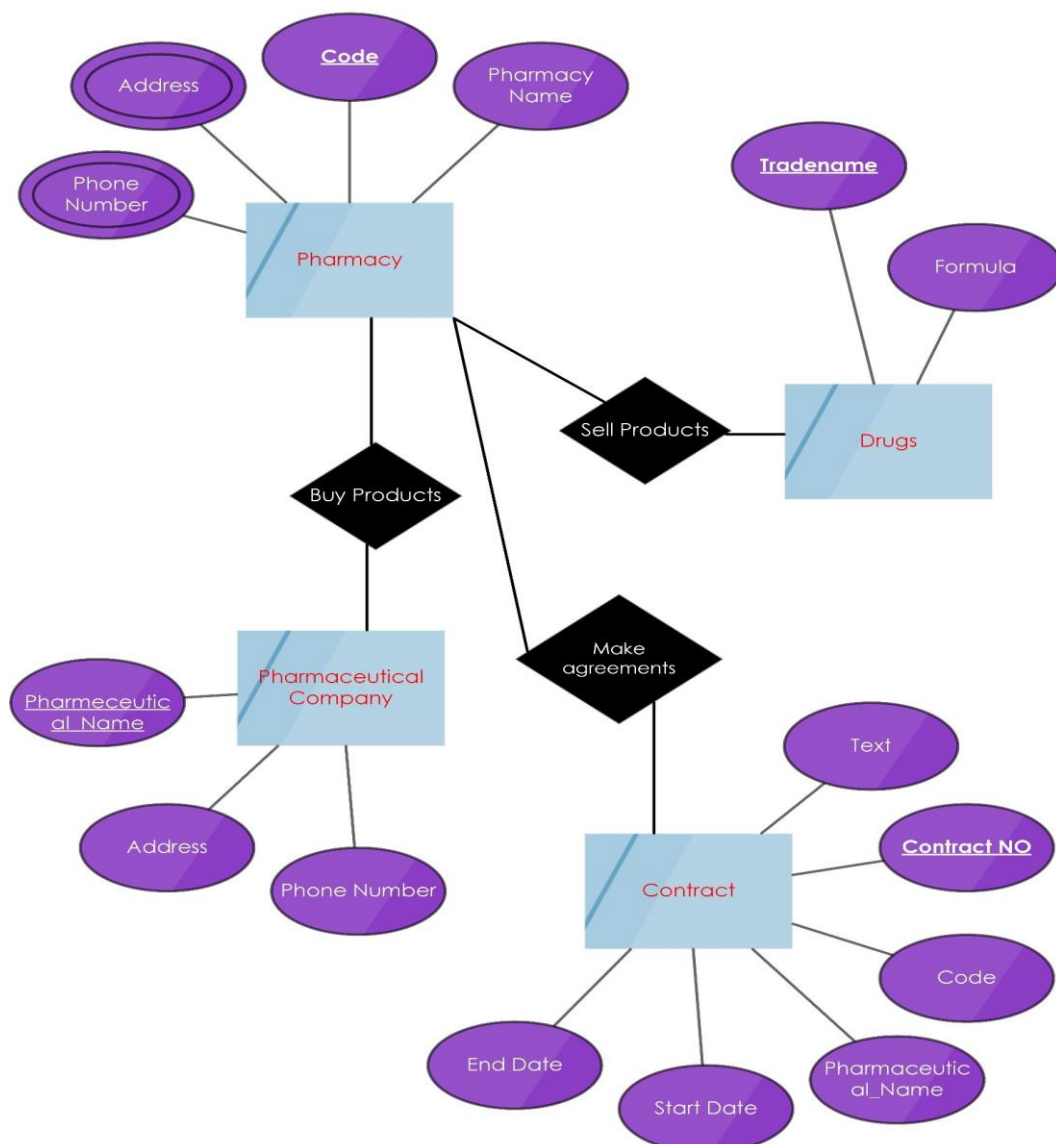 Code
Address
Pharmacy
Name
Phone
Number
Tradename
Pharmacy
Formula
Sell Products
Drugs
Buy Products
Make
agreements
Pharmaceutical
Company
Pharmeceutic
al_Name
Text
Address
Contract NO
Phone Number
Contract
Code
End Date
Pharmaceutic
al_Name
Start Date